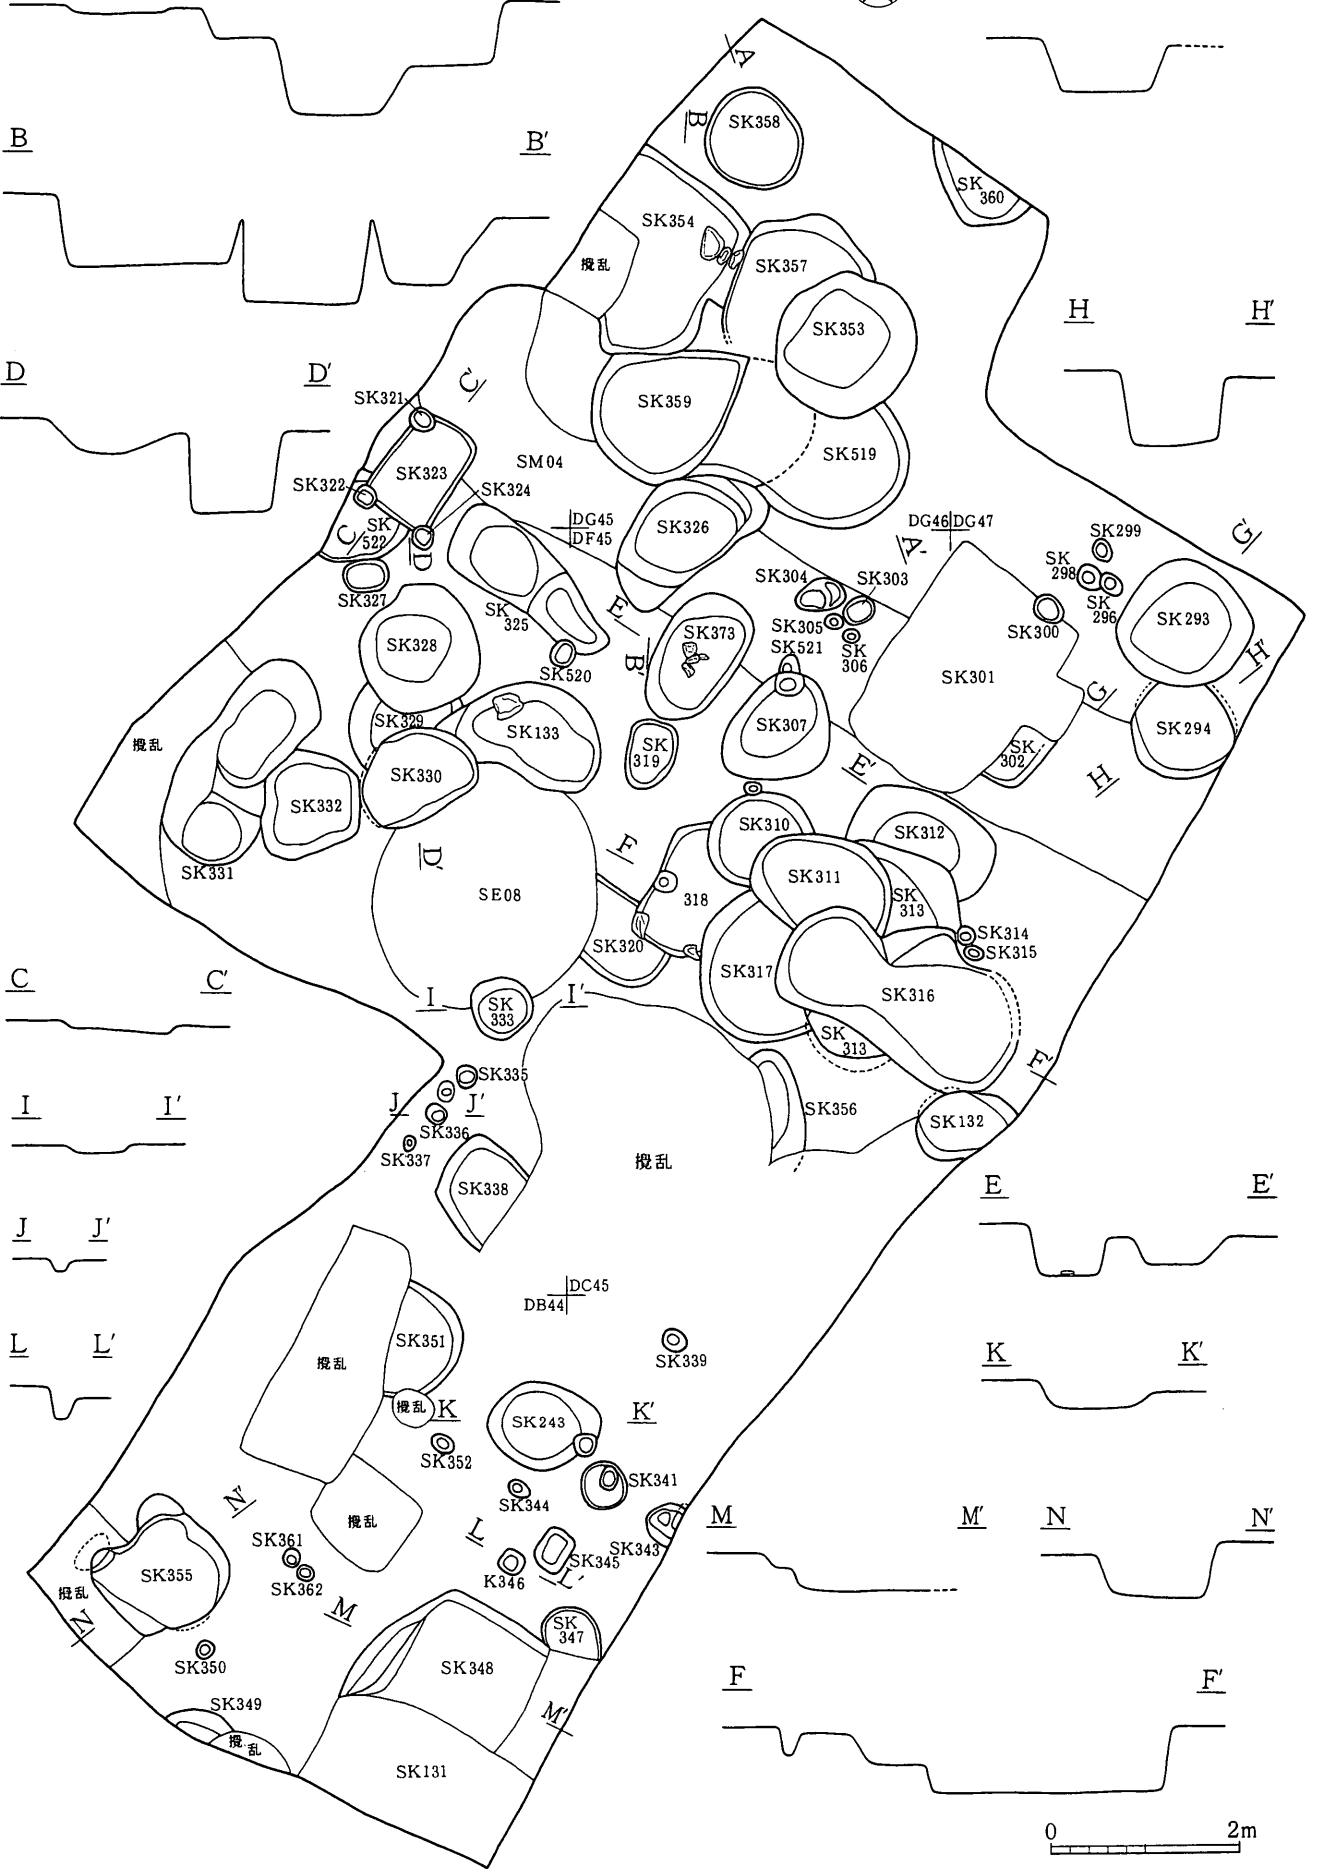 A
B
SK358
SK
360
B
B'
SK354
攪乱
SK357
SK353
H
H'
D
D'
C'
SK321
SK359
SK323
SM04
SK519
SK322
SK324
SK
522
C
D
SK326
DG45
DF45
DG46
DG47
A'
SK299
G'
SK
298
SK
296
SK304
SK303
SK327
SK
325
E
SK305
SK
306
SK300
SK293
SK373
B'
SK521
SK328
SK520
SK301
H'
G
SK329
SK133
SK307
SK294
攪乱
SK
319
SK
302
E'
H
SK330
SK332
SK310
SK312
F
SK331
D'
SK311
SE08
318
SK
313
SK314
SK315
SK320
SK317
SK316
C
C'
I
I'
SK
333
SK
313
F'
SK335
J
J'
SK336
SK337
SK356
SK132
I
I'
攪乱
SK338
E
E'
J
J'
DC45
DB44
SK351
攪乱
SK339
L
L'
K
K'
攪乱
K
SK243
K'
SK352
SK341
SK344
N'
攪乱
L
SK343
M
M'
N
N'
SK361
SK345
SK355
SK362
K346
L'
攪乱
N
M
SK
347
SK350
SK348
F
F'
SK349
M'
攪乱
SK131
0
2m